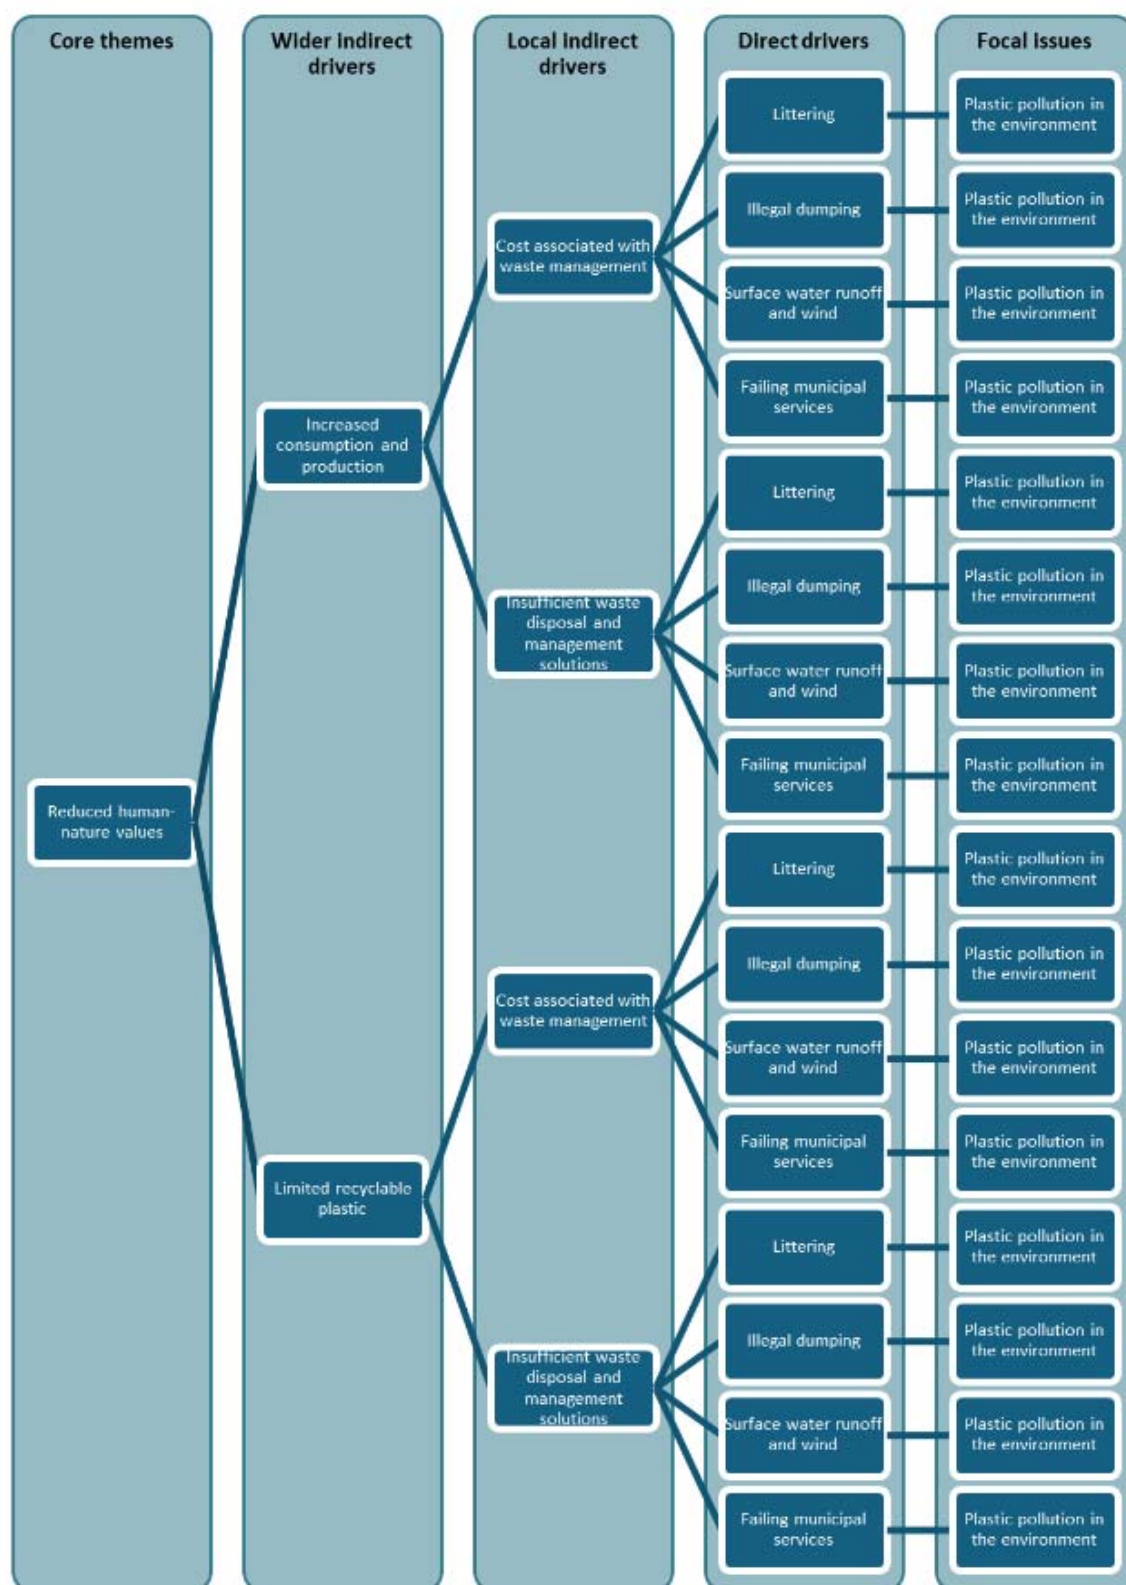 Core themes
Wider indirect
drivers
Local indirect
drivers
Direct drivers
Focal issues
Reduced human-
nature values
Increased
consumption and
production
Limited recyclable
plastic
Cost associated with
waste management
Insufficient waste
disposal and
management
solutions
Cost associated with
waste management
Insufficient waste
disposal and
management
solutions
Littering
Plastic pollution in
the environment
Illegal dumping
Plastic pollution in
the environment
Surface water runoff
and wind
Plastic pollution in
the environment
Failing municipal
services
Plastic pollution in
the environment
Littering
Plastic pollution in
the environment
Illegal dumping
Plastic pollution in
the environment
Surface water runoff
and wind
Plastic pollution in
the environment
Failing municipal
services
Plastic pollution in
the environment
Littering
Plastic pollution in
the environment
Illegal dumping
Plastic pollution in
the environment
Surface water runoff
and wind
Plastic pollution in
the environment
Failing municipal
services
Plastic pollution in
the environment
Littering
Plastic pollution in
the environment
Illegal dumping
Plastic pollution in
the environment
Surface water runoff
and wind
Plastic pollution in
the environment
Failing municipal
services
Plastic pollution in
the environment